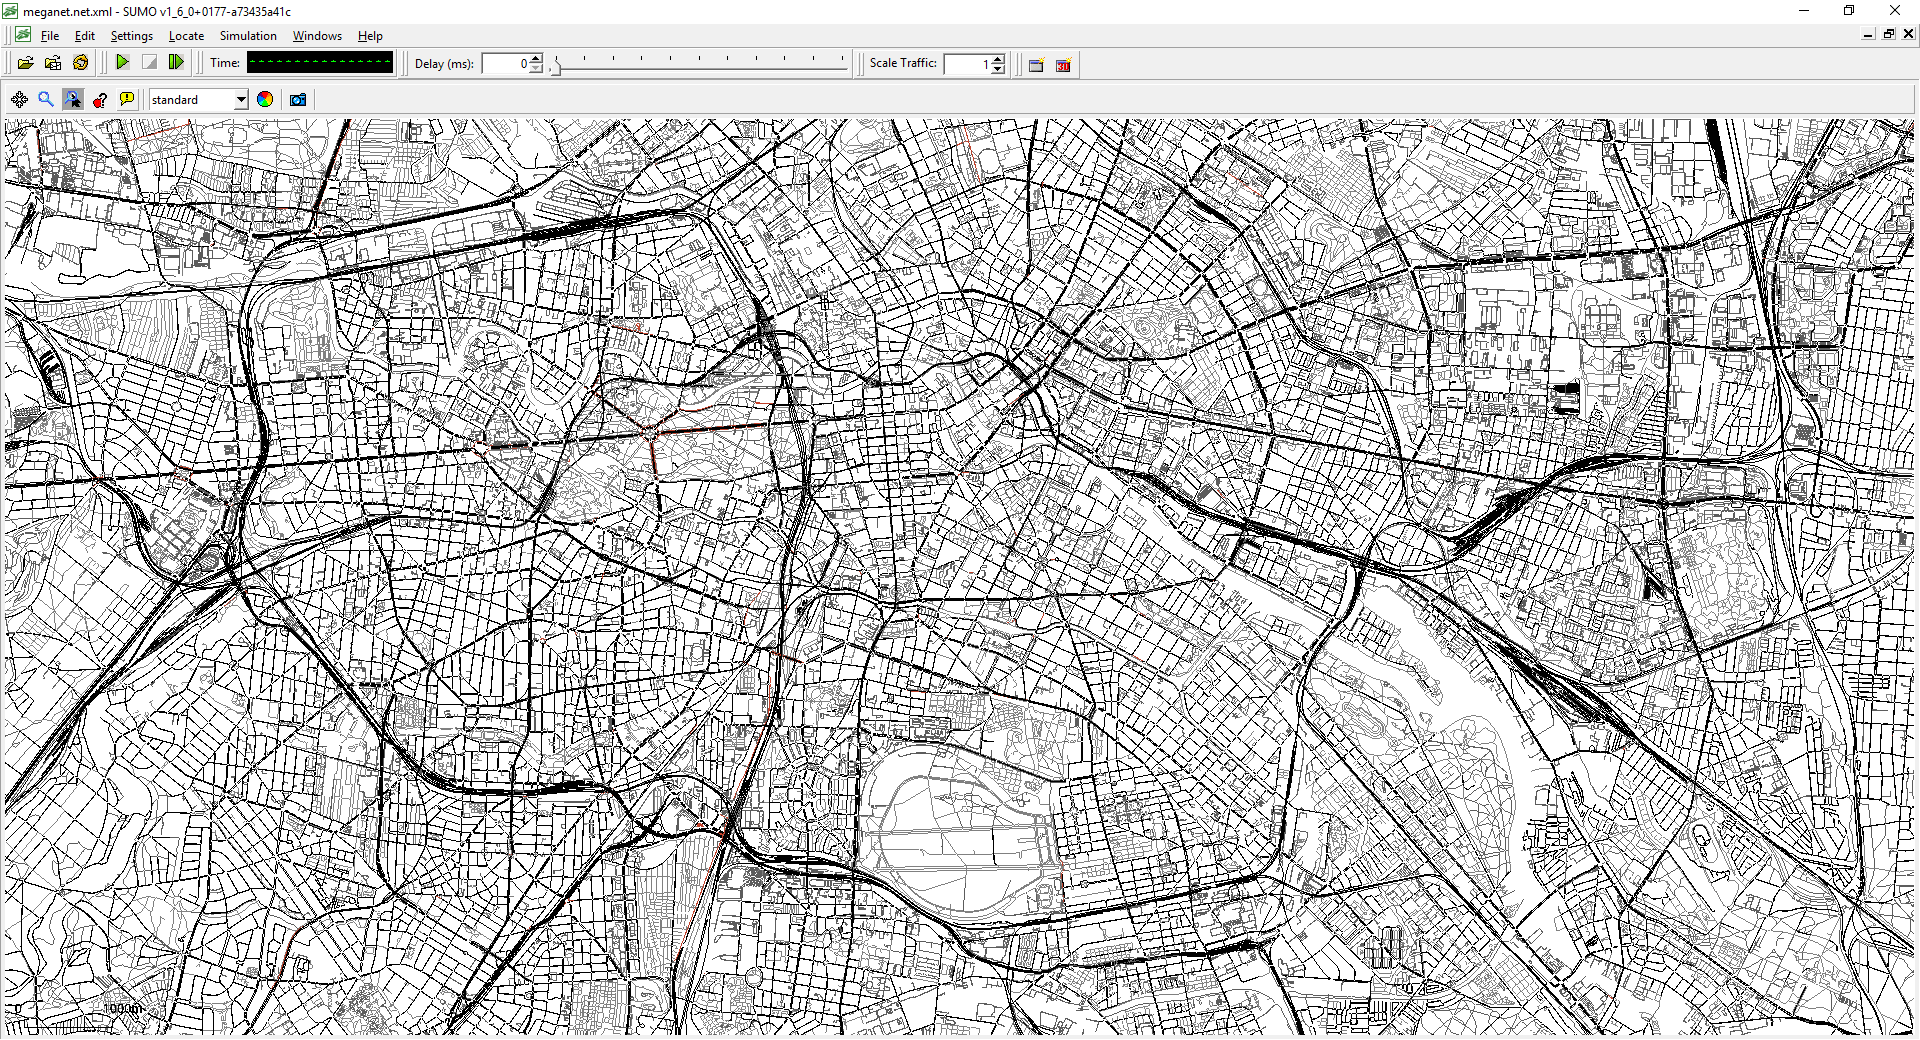 meganet.net.xml - SUMO v1_6_0+0177-a73435a41c
File Edit Settings Locate Simulation Windows Help
Time: Delay (ms): 0 Scale Traffic: 1
standard
0 1000m